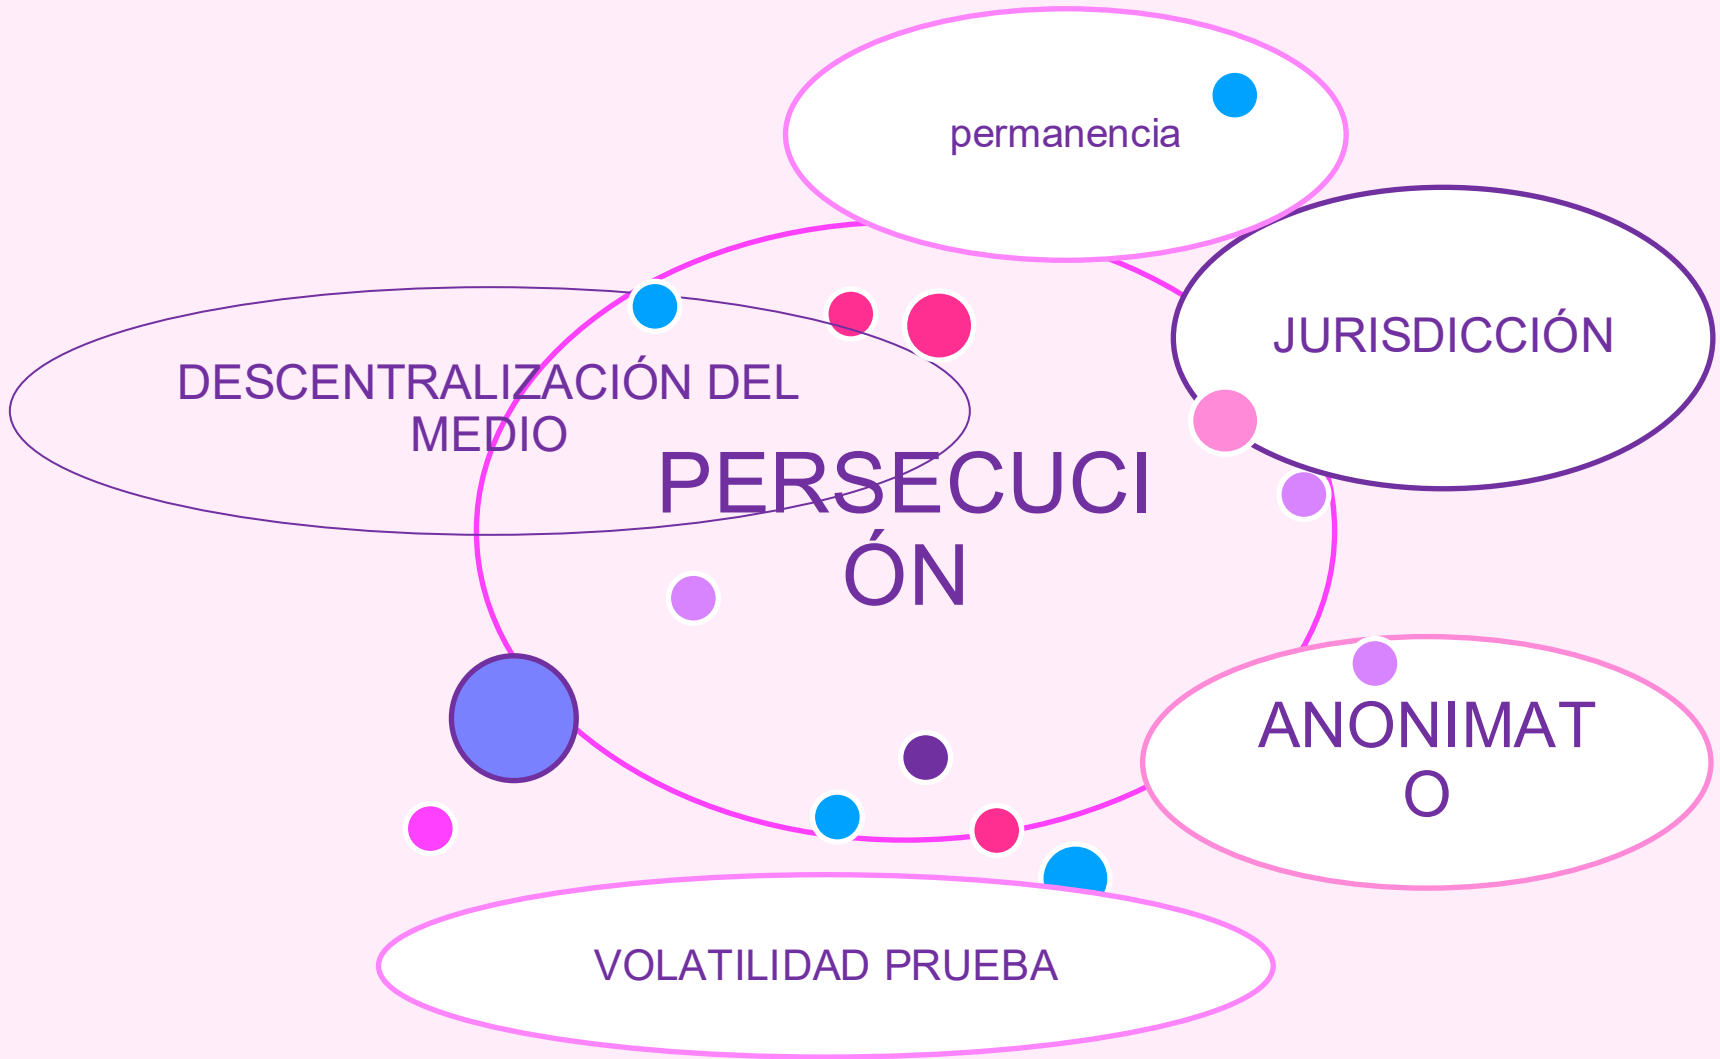 permanencia
JURISDICCIÓN
DESCENTRALIZACIÓN DEL
MEDIO
PERSECUCI
ÓN
ANONIMAT
O
VOLATILIDAD PRUEBA